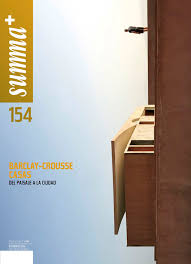 summa+
154
BARCLAY+CROUSSE
CASAS
DEL PAISAJE A LA CIUDAD